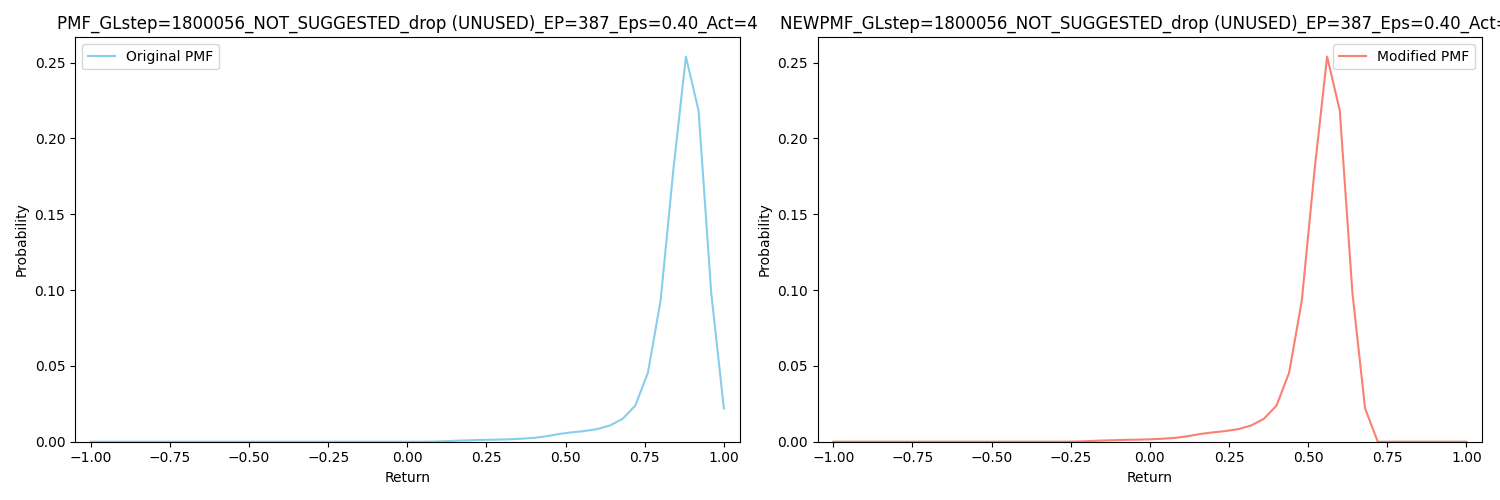 PMF_GLstep=1800056_NOT_SUGGESTED_drop (UNUSED)_EP=387_Eps=0.40_Act=4
Original PMF
0.25
0.20
0.15
0.10
0.05
0.00
Probability
−1.00 −0.75 −0.50 −0.25 0.00 0.25 0.50 0.75 1.00
Return
NEWPMF_GLstep=1800056_NOT_SUGGESTED_drop (UNUSED)_EP=387_Eps=0.40_Act=
Modified PMF
0.25
0.20
0.15
0.10
0.05
0.00
Probability
−1.00 −0.75 −0.50 −0.25 0.00 0.25 0.50 0.75 1.00
Return